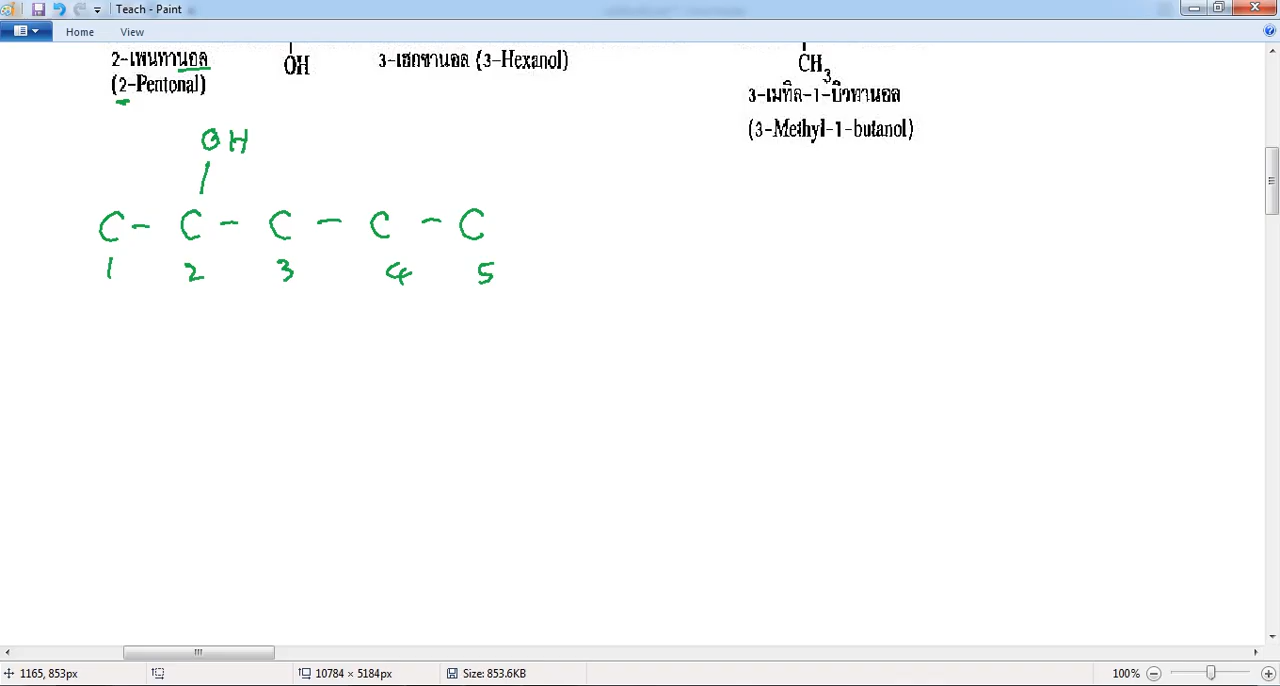 Teach - Paint
Home View
2-เพนทานอล
(2-Pentonal)
OH
3-เฮกซานอล (3-Hexanol)
CH3
3-เมทิล-1-บิวทานอล
(3-Methyl-1-butanol)
OH
C - C - C - C - C
1 2 3 4 5
1165, 853px
10784 × 5184px
Size: 853.6KB
100%